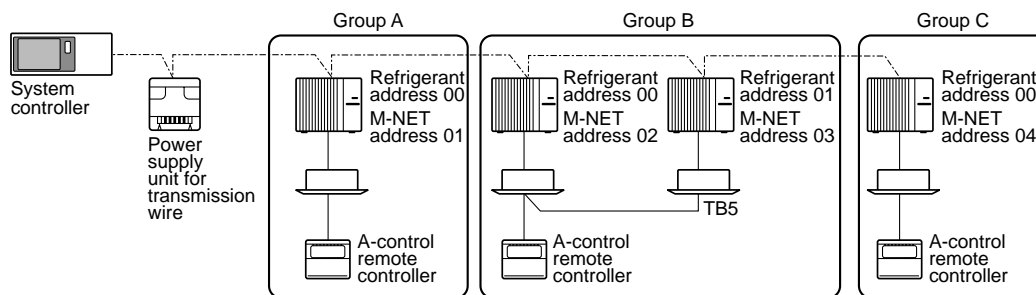 Group A
Group B
Group C
System
controller
Power
supply
unit for
transmission
wire
Refrigerant
address 00
M-NET
address 01
A-control
remote
controller
Refrigerant
address 00
M-NET
address 02
Refrigerant
address 01
M-NET
address 03
TB5
A-control
remote
controller
Refrigerant
address 00
M-NET
address 04
A-control
remote
controller